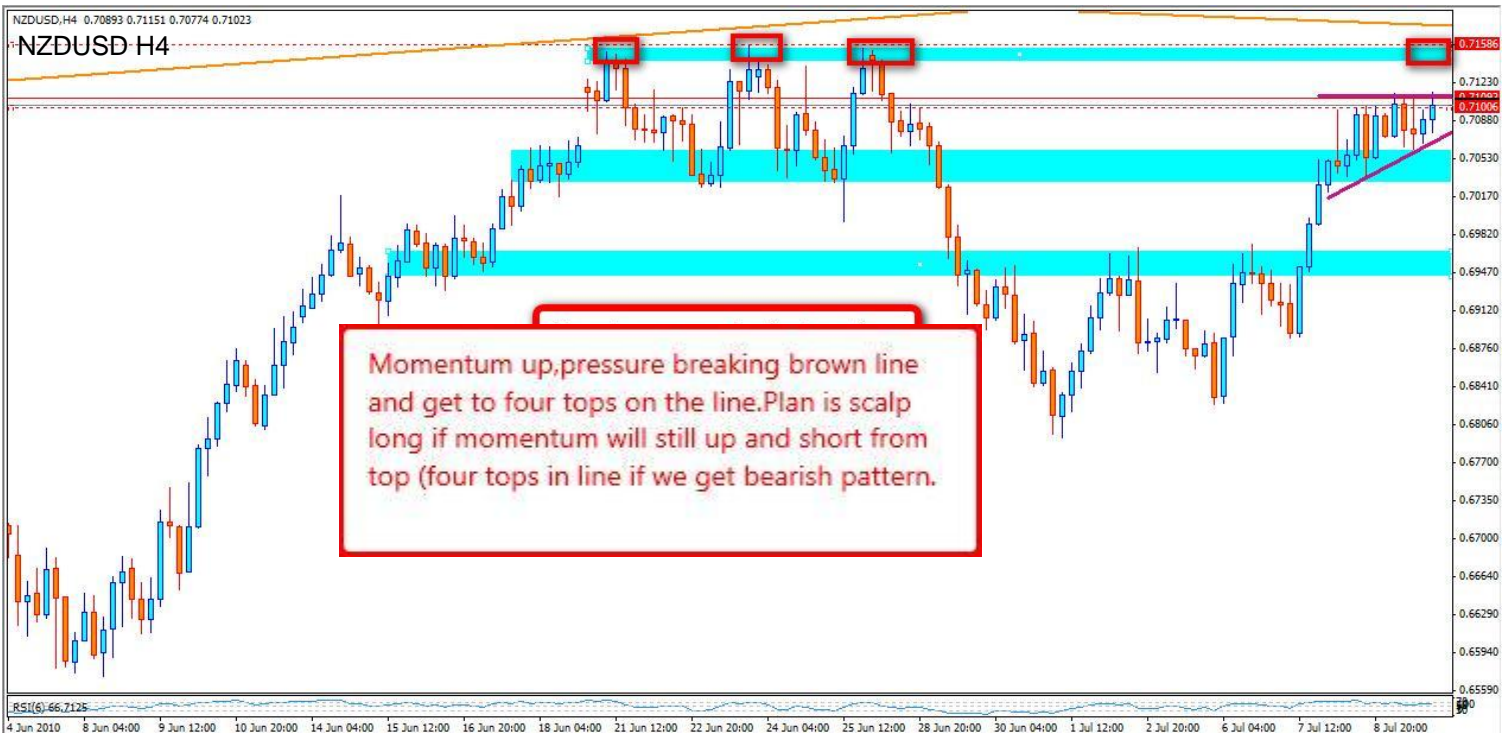 NZDUSD,H4 0.70893 0.71151 0.70774 0.71023
NZDUSD H4
Momentum up,pressure breaking brown line
and get to four tops on the line.Plan is scalp
long if momentum will still up and short from
top (four tops in line if we get bearish pattern.
0.71586
0.71230
0.71006
0.70880
0.70530
0.70170
0.69820
0.69470
0.69120
0.68760
0.68410
0.68060
0.67700
0.67350
0.67000
0.66640
0.66290
0.65940
0.65590
RSI(6) 66.7125
4 Jun 2010 8 Jun 04:00 9 Jun 12:00 10 Jun 20:00 14 Jun 04:00 15 Jun 12:00 16 Jun 20:00 18 Jun 04:00 21 Jun 12:00 22 Jun 20:00 24 Jun 04:00 25 Jun 12:00 28 Jun 20:00 30 Jun 04:00 1 Jul 12:00 2 Jul 20:00 6 Jul 04:00 7 Jul 12:00 8 Jul 20:00